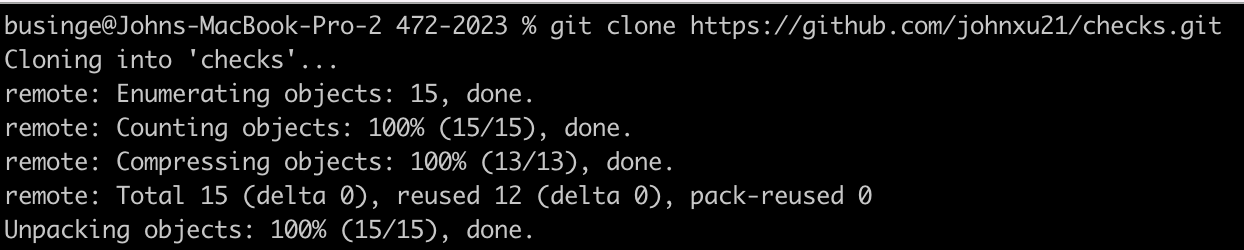 businge@Johns-MacBook-Pro-2 472-2023 % git clone https://github.com/johnxu21/checks.git
Cloning into 'checks'...
remote: Enumerating objects: 15, done.
remote: Counting objects: 100% (15/15), done.
remote: Compressing objects: 100% (13/13), done.
remote: Total 15 (delta 0), reused 12 (delta 0), pack-reused 0
Unpacking objects: 100% (15/15), done.